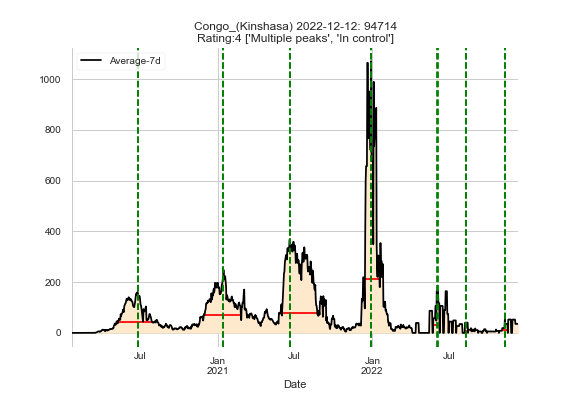 Congo_(Kinshasa) 2022-12-12: 94714
Rating:4 ['Multiple peaks', 'In control']
Average-7d
1000
800
600
400
200
0
Jul
Jan
2021
Jul
Jan
2022
Jul
Date